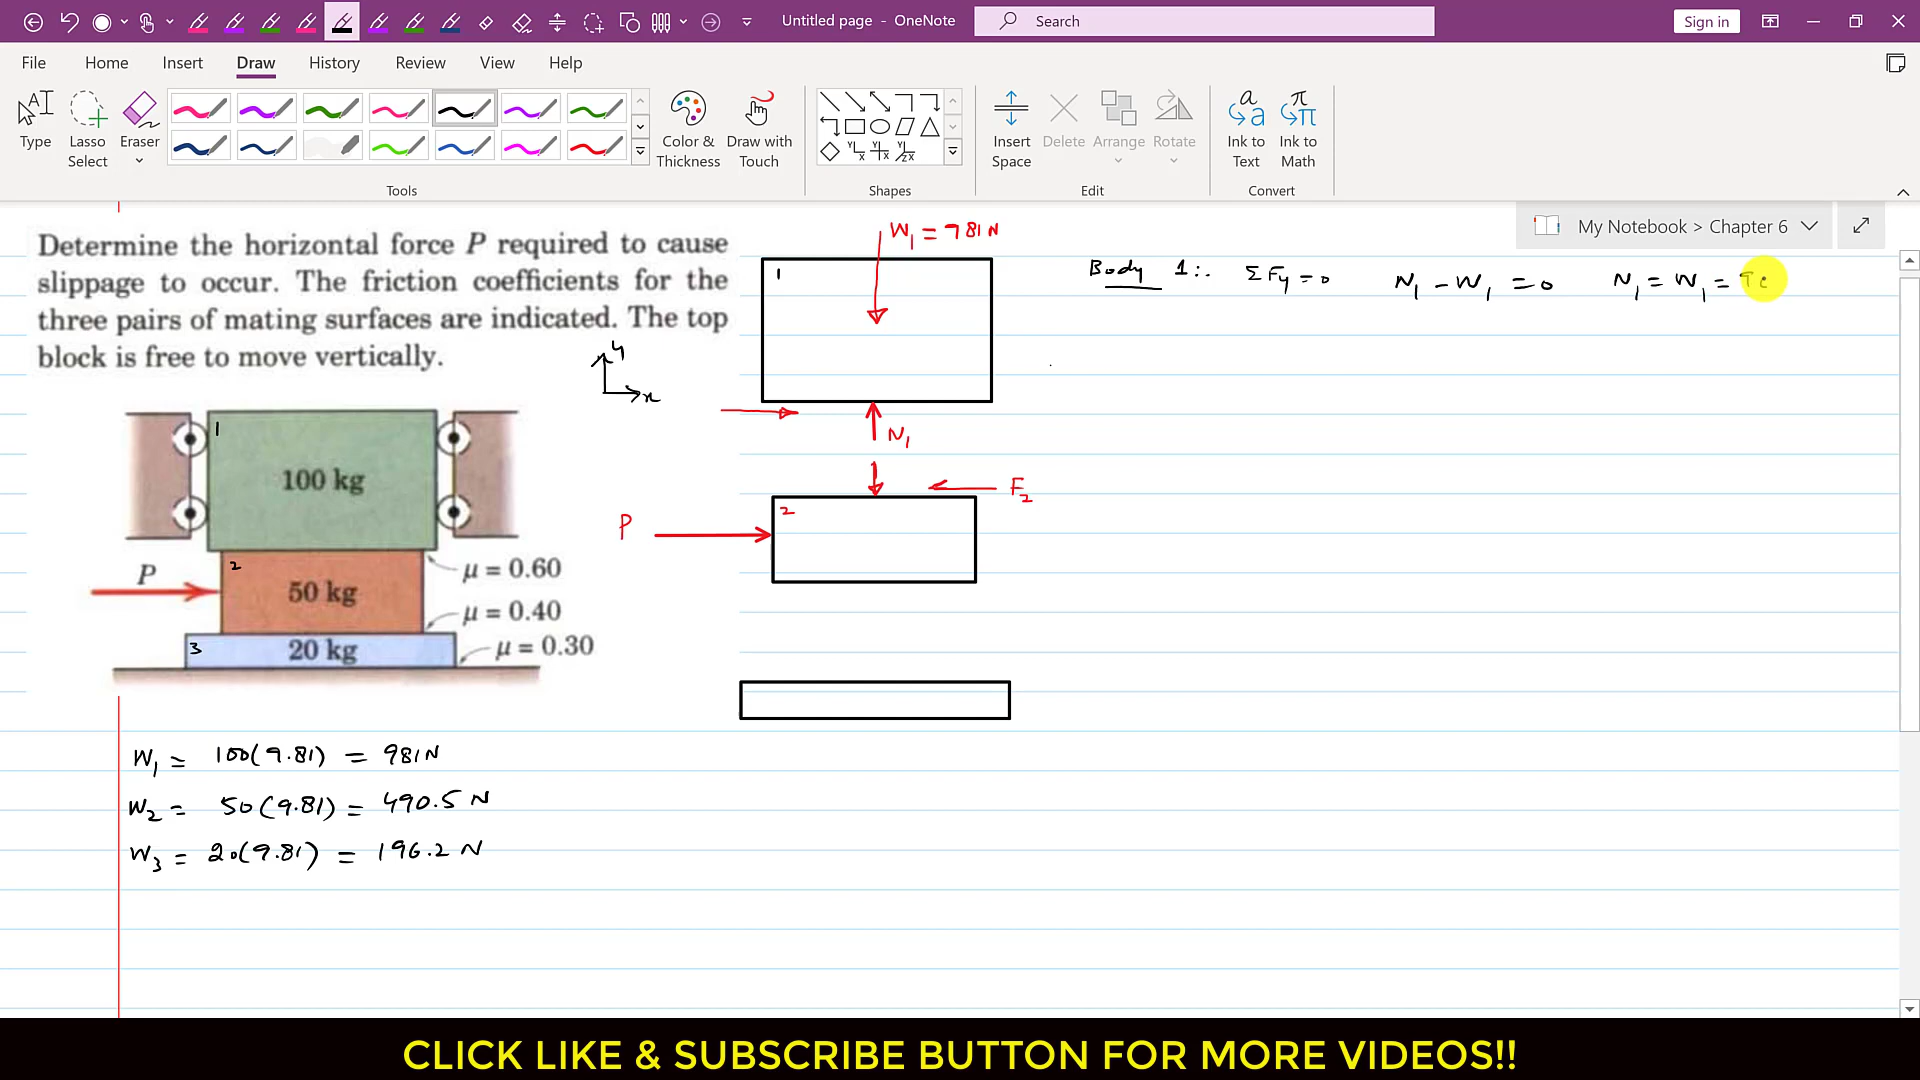 Untitled page - OneNote
Search
Sign in
File Home Insert Draw History Review View Help
Type
Lasso Select
Eraser
Color & Thickness
Draw with Touch
Insert Space
Delete
Arrange
Rotate
Ink to Text
Ink to Math
Tools
Shapes
Edit
Convert
My Notebook > Chapter 6
Determine the horizontal force P required to cause
slippage to occur. The friction coefficients for the
three pairs of mating surfaces are indicated. The top
block is free to move vertically.
y
x
1
100 kg
P
2
50 kg
3
20 kg
μ = 0.60
μ = 0.40
μ = 0.30
W₁ = 981N
1
N₁
F₂
P
2
Body 1:. ΣFy = 0 N₁ - W₁ = 0 N₁ = W₁ =
W₁ = 100(9.81) = 981N
W₂ = 50(9.81) = 490.5 N
W₃ = 20(9.81) = 196.2 N
CLICK LIKE & SUBSCRIBE BUTTON FOR MORE VIDEOS!!